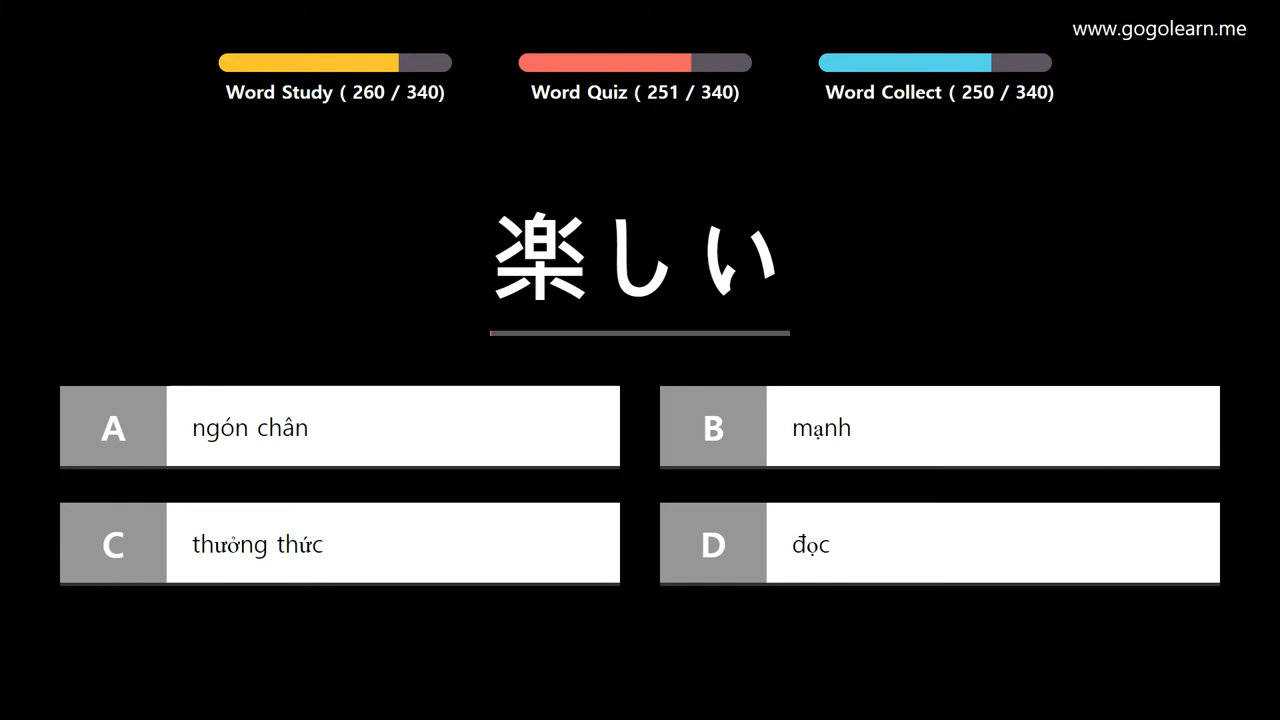 www.gogolearn.me
Word Study ( 260 / 340)
Word Quiz ( 251 / 340)
Word Collect ( 250 / 340)
楽しい
A ngón chân
B mạnh
C thưởng thức
D đọc